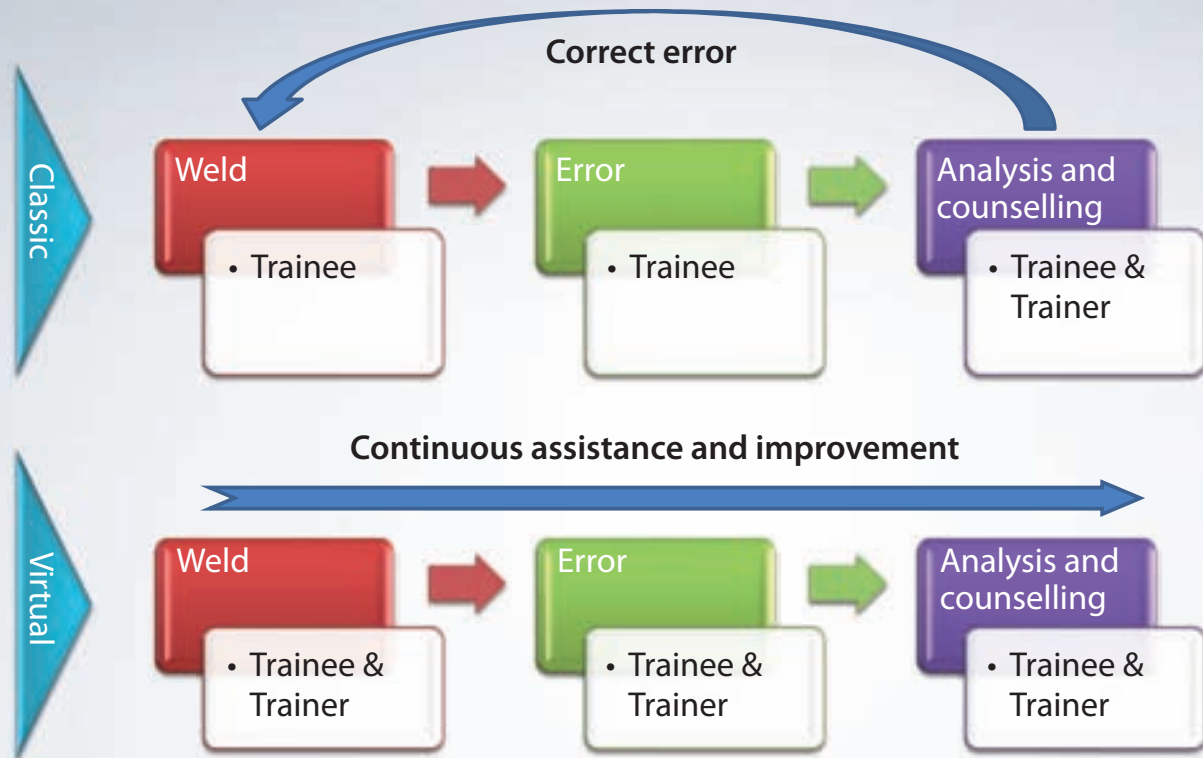 Correct error
Classic
Weld
• Trainee
Error
• Trainee
Analysis and
counselling
• Trainee &
Trainer
Continuous assistance and improvement
Virtual
Weld
• Trainee &
Trainer
Error
• Trainee &
Trainer
Analysis and
counselling
• Trainee &
Trainer